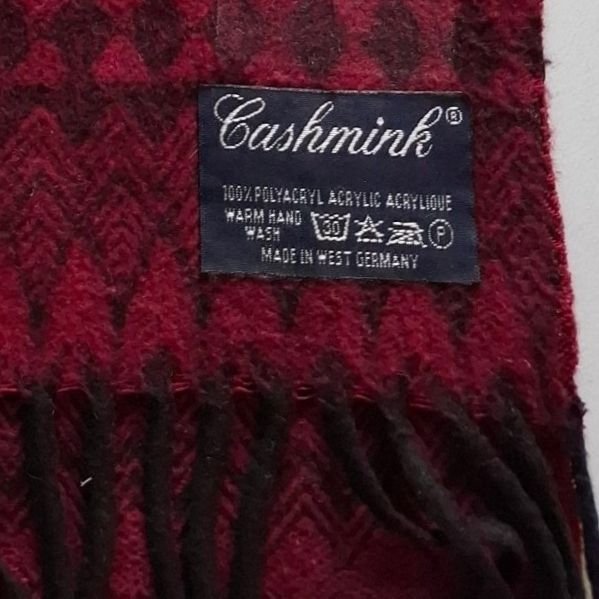 Cashmink®
100% POLYACRYL ACRYLIC ACRYLIQUE
WARM HAND
WASH
30 P
MADE IN WEST GERMANY